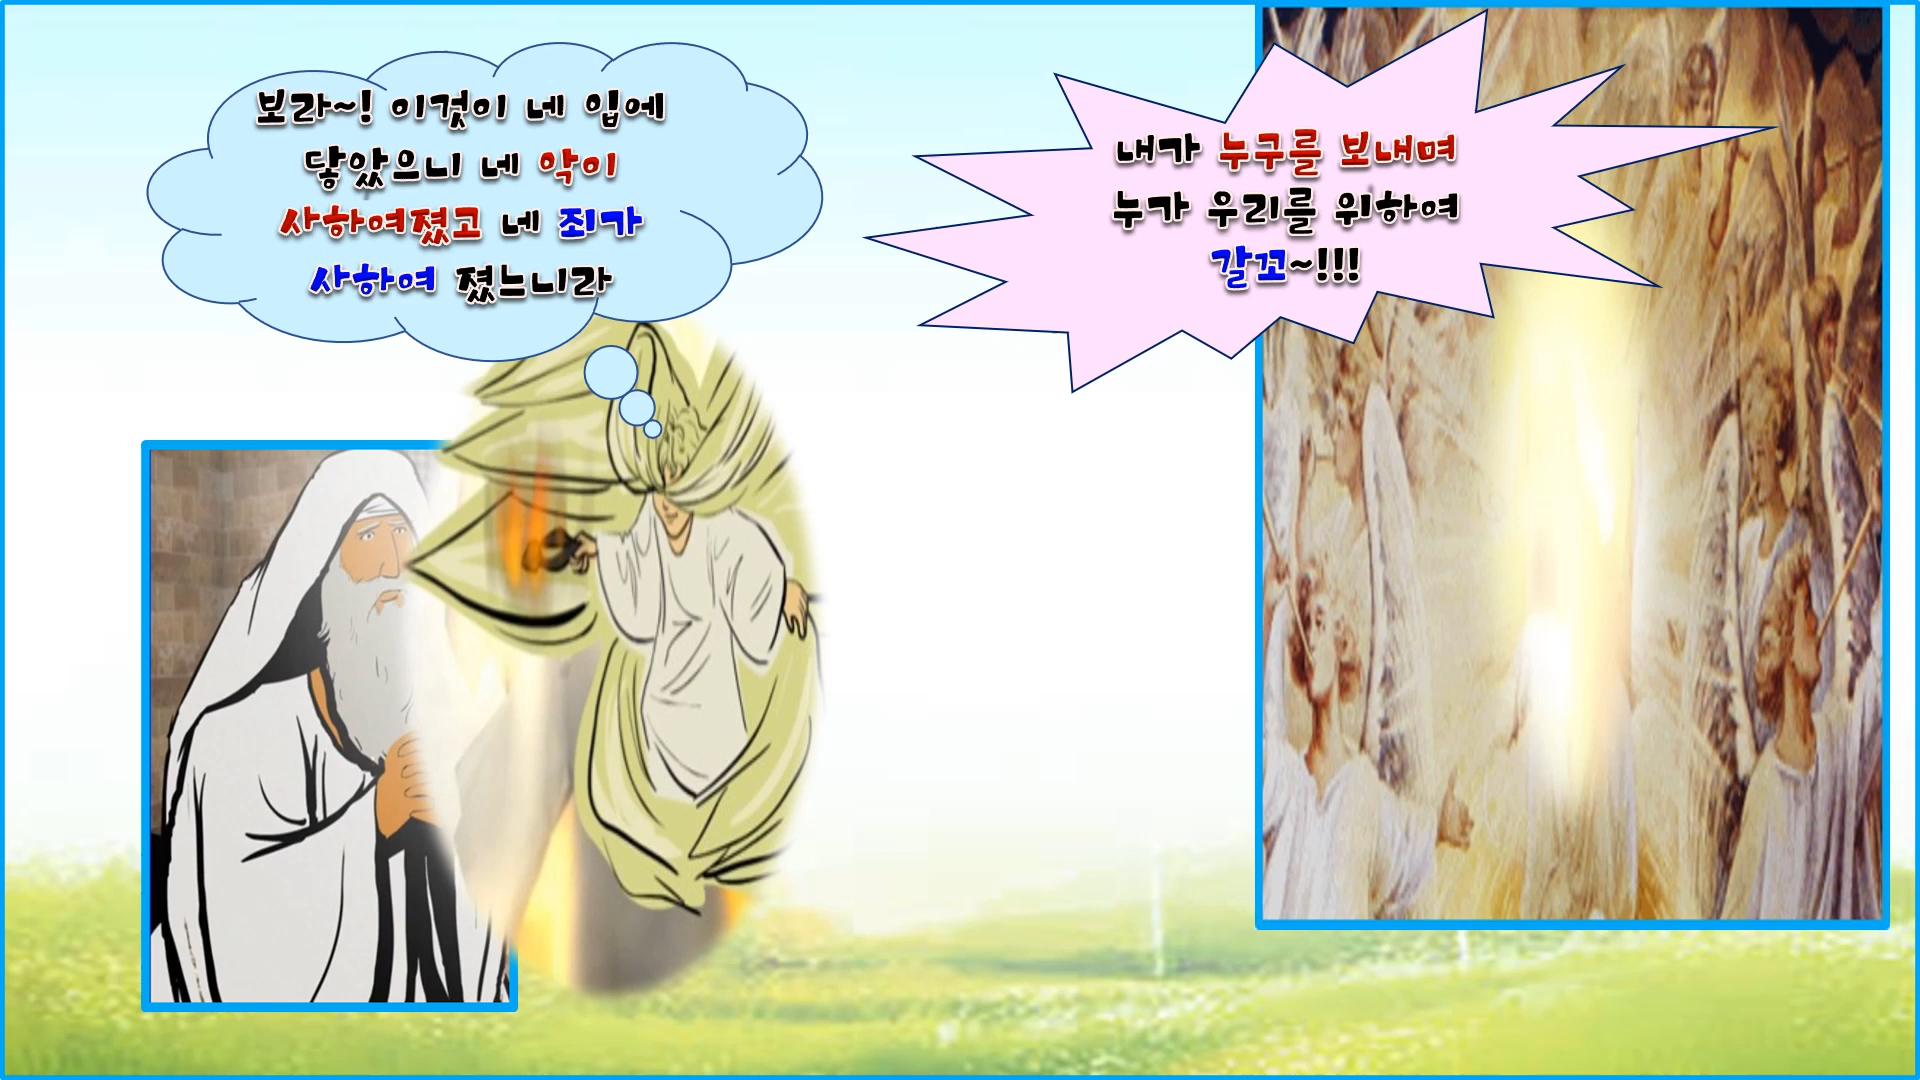 보라~! 이것이 네 입에
닿았으니 네 악이
사하여졌고 네 죄가
사하여 졌느니라
내가 누구를 보내며
누가 우리를 위하여
갈꼬~!!!